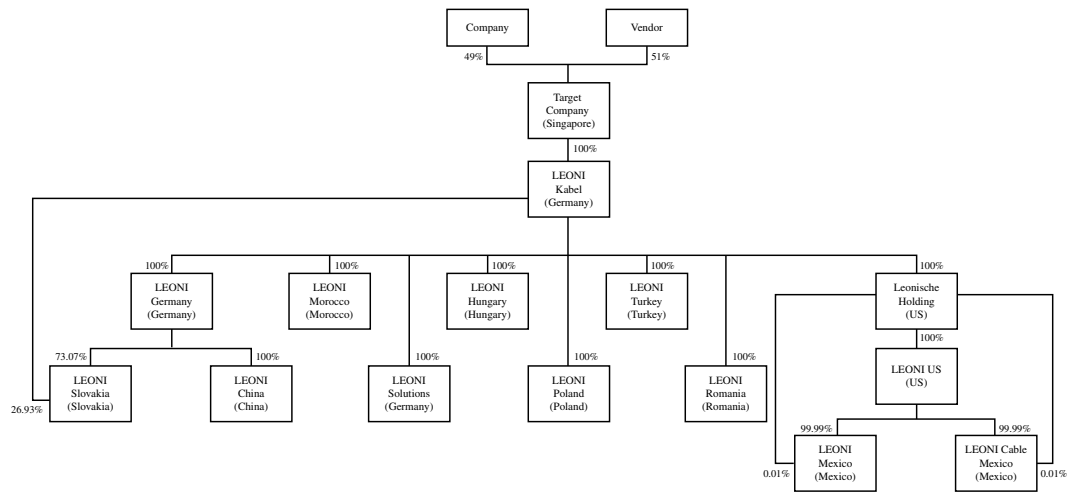 Company
Vendor
49%
51%
Target
Company
(Singapore)
100%
LEONI
Kabel
(Germany)
100%
100%
100%
100%
100%
LEONI
Germany
(Germany)
LEONI
Morocco
(Morocco)
LEONI
Hungary
(Hungary)
LEONI
Turkey
(Turkey)
Leonische
Holding
(US)
73.07%
100%
100%
100%
100%
100%
LEONI
Slovakia
(Slovakia)
LEONI
China
(China)
LEONI
Solutions
(Germany)
LEONI
Poland
(Poland)
LEONI
Romania
(Romania)
LEONI US
(US)
26.93%
99.99%
99.99%
LEONI
Mexico
(Mexico)
LEONI Cable
Mexico
(Mexico)
0.01%
0.01%